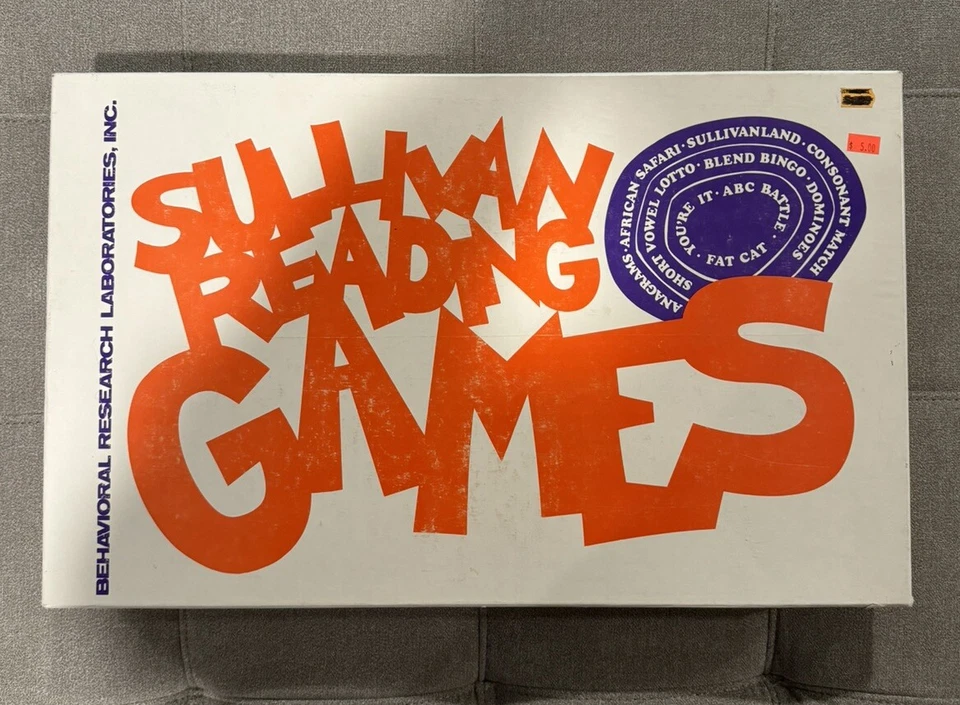 BEHAVIORAL RESEARCH LABORATORIES, INC.
SULLIVAN
READING
GAMES
ANAGRAMS · AFRICAN SAFARI · SULLIVANLAND · CONSONANT MATCH
SHORT VOWEL LOTTO · BLEND BINGO · DOMINOES
YOU'RE IT · ABC BATTLE · FAT CAT ·
$ 5.00